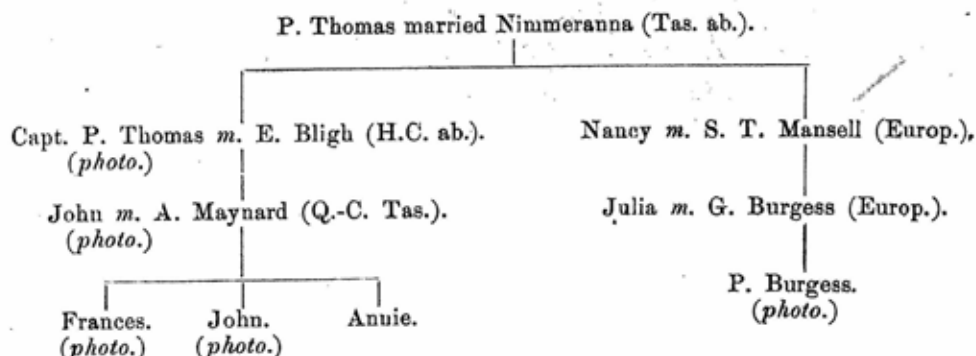 P. Thomas married Nimmeranna (Tas. ab.).
Capt. P. Thomas m. E. Bligh (H.C. ab.).
(photo.)
Nancy m. S. T. Mansell (Europ.),
John m. A. Maynard (Q.-C. Tas.).
(photo.)
Julia m. G. Burgess (Europ.).
P. Burgess.
(photo.)
Frances.
(photo.)
John.
(photo.)
Annie.